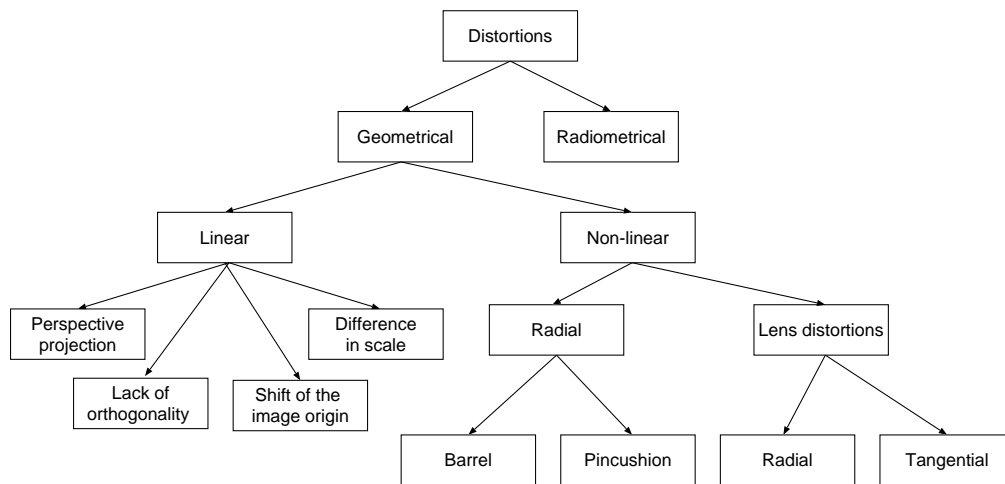 Distortions
Geometrical
Radiometrical
Linear
Non-linear
Perspective
projection
Difference
in scale
Radial
Lens distortions
Lack of
orthogonality
Shift of the
image origin
Barrel
Pincushion
Radial
Tangential